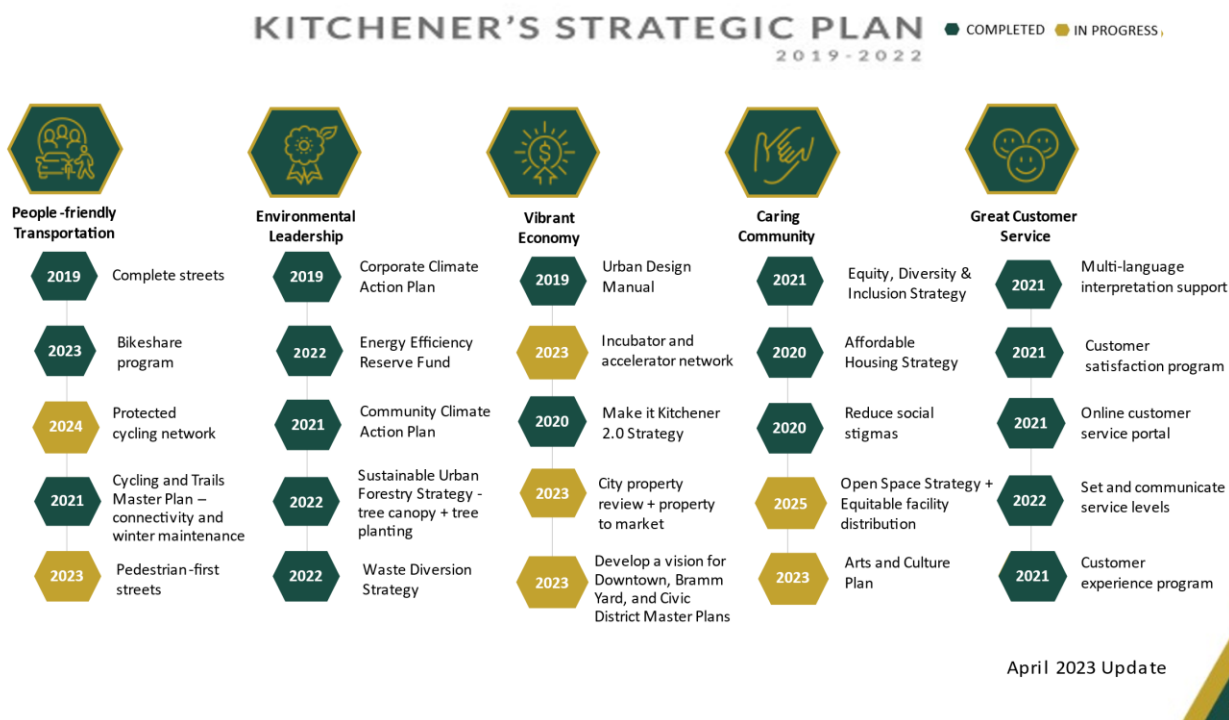 KITCHENER'S STRATEGIC PLAN
2019-2022
COMPLETED
IN PROGRESS
People-friendly
Transportation
2019
Complete streets
2023
Bikeshare
program
2024
Protected
cycling network
2021
Cycling and Trails
Master Plan –
connectivity and
winter maintenance
2023
Pedestrian-first
streets
Environmental
Leadership
2019
Corporate Climate
Action Plan
2022
Energy Efficiency
Reserve Fund
2021
Community Climate
Action Plan
2022
Sustainable Urban
Forestry Strategy -
tree canopy + tree
planting
2022
Waste Diversion
Strategy
Vibrant
Economy
2019
Urban Design
Manual
2023
Incubator and
accelerator network
2020
Make it Kitchener
2.0 Strategy
2023
City property
review + property
to market
2023
Develop a vision for
Downtown, Bramm
Yard, and Civic
District Master Plans
Caring
Community
2021
Equity, Diversity &
Inclusion Strategy
2020
Affordable
Housing Strategy
2020
Reduce social
stigmas
2025
Open Space Strategy +
Equitable facility
distribution
2023
Arts and Culture
Plan
Great Customer
Service
2021
Multi-language
interpretation support
2021
Customer
satisfaction program
2021
Online customer
service portal
2022
Set and communicate
service levels
2021
Customer
experience program
April 2023 Update